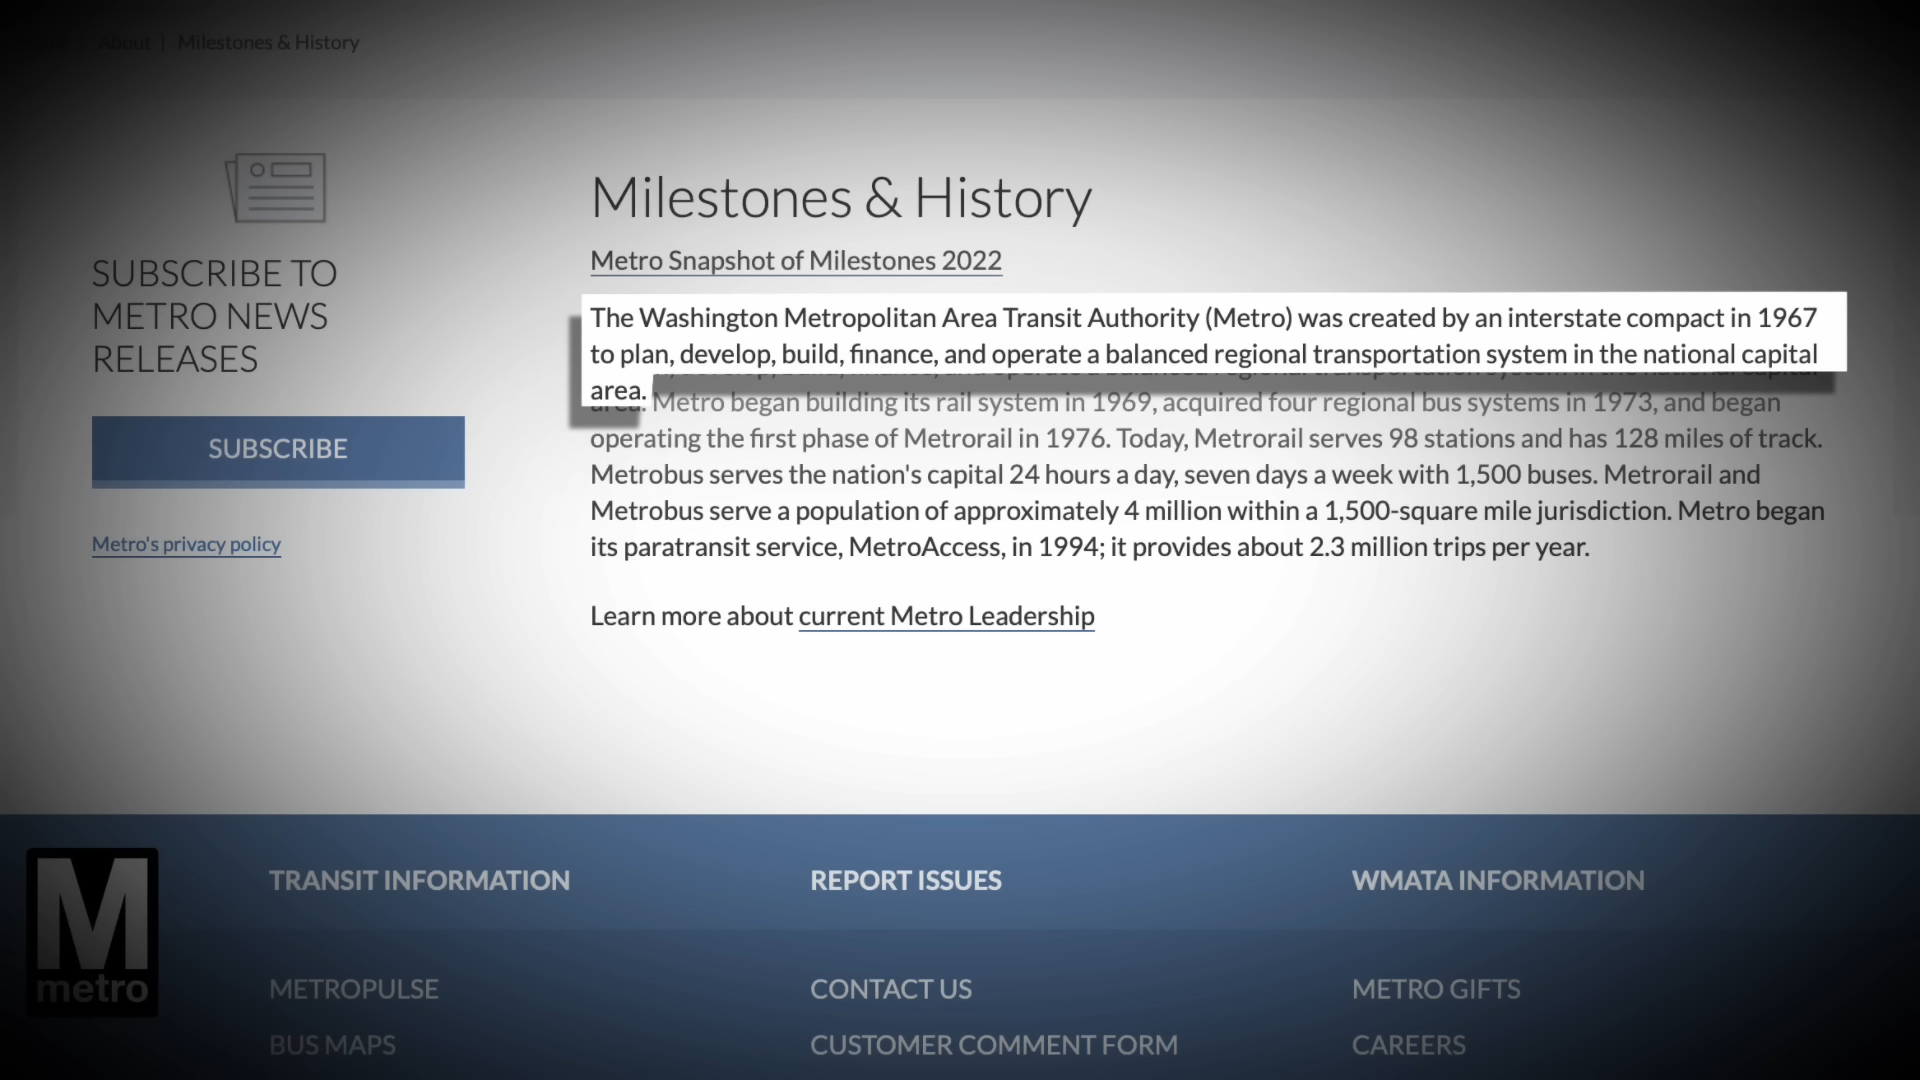 About | Milestones & History
SUBSCRIBE TO
METRO NEWS
RELEASES
SUBSCRIBE
Metro's privacy policy
Milestones & History
Metro Snapshot of Milestones 2022
The Washington Metropolitan Area Transit Authority (Metro) was created by an interstate compact in 1967
to plan, develop, build, finance, and operate a balanced regional transportation system in the national capital
area. Metro began building its rail system in 1969, acquired four regional bus systems in 1973, and began
operating the first phase of Metrorail in 1976. Today, Metrorail serves 98 stations and has 128 miles of track.
Metrobus serves the nation's capital 24 hours a day, seven days a week with 1,500 buses. Metrorail and
Metrobus serve a population of approximately 4 million within a 1,500-square mile jurisdiction. Metro began
its paratransit service, MetroAccess, in 1994; it provides about 2.3 million trips per year.
Learn more about current Metro Leadership
M
metro
TRANSIT INFORMATION
METROPULSE
BUS MAPS
REPORT ISSUES
CONTACT US
CUSTOMER COMMENT FORM
WMATA INFORMATION
METRO GIFTS
CAREERS